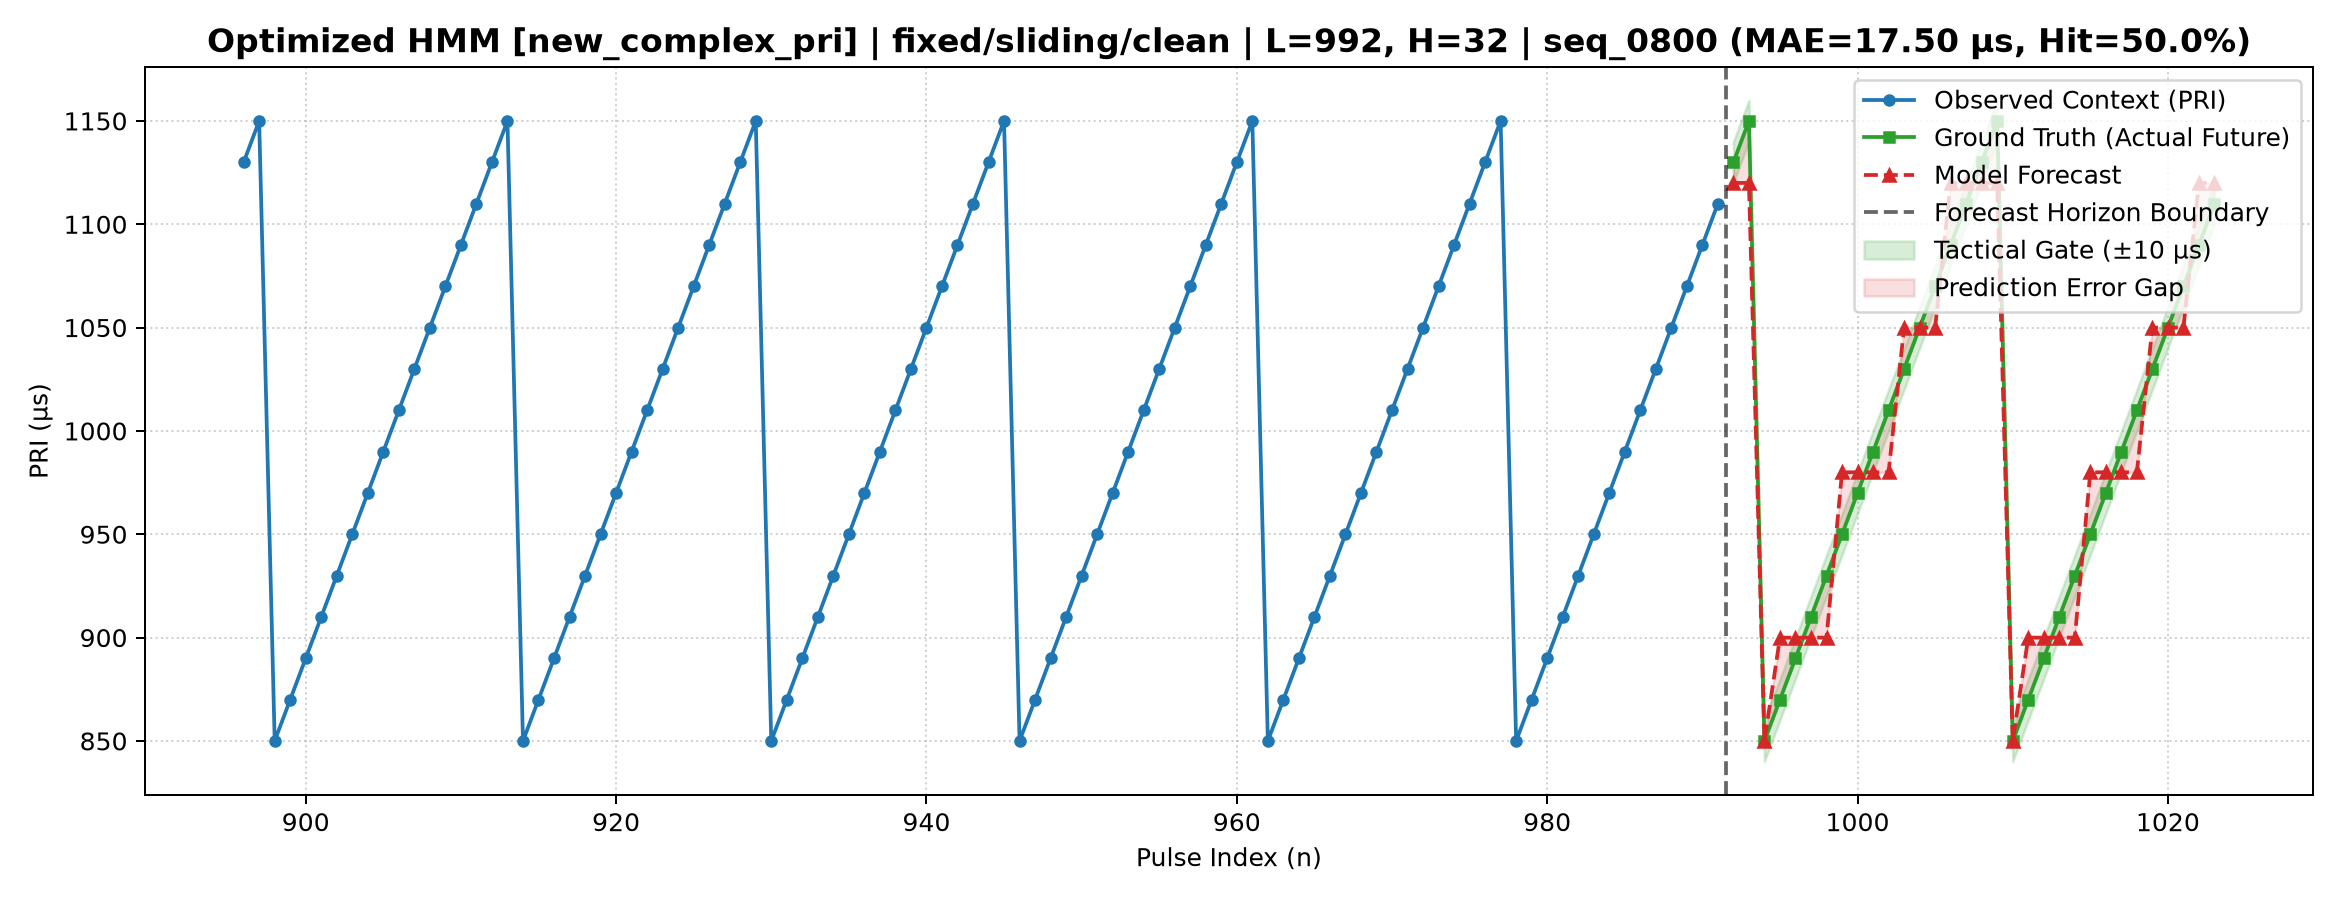 Optimized HMM [new_complex_pri] | fixed/sliding/clean | L=992, H=32 | seq_0800 (MAE=17.50 µs, Hit=50.0%)
Observed Context (PRI)
Ground Truth (Actual Future)
Model Forecast
Forecast Horizon Boundary
Tactical Gate (±10 µs)
Prediction Error Gap
PRI (µs)
1150
1100
1050
1000
950
900
850
900 920 940 960 980 1000 1020
Pulse Index (n)